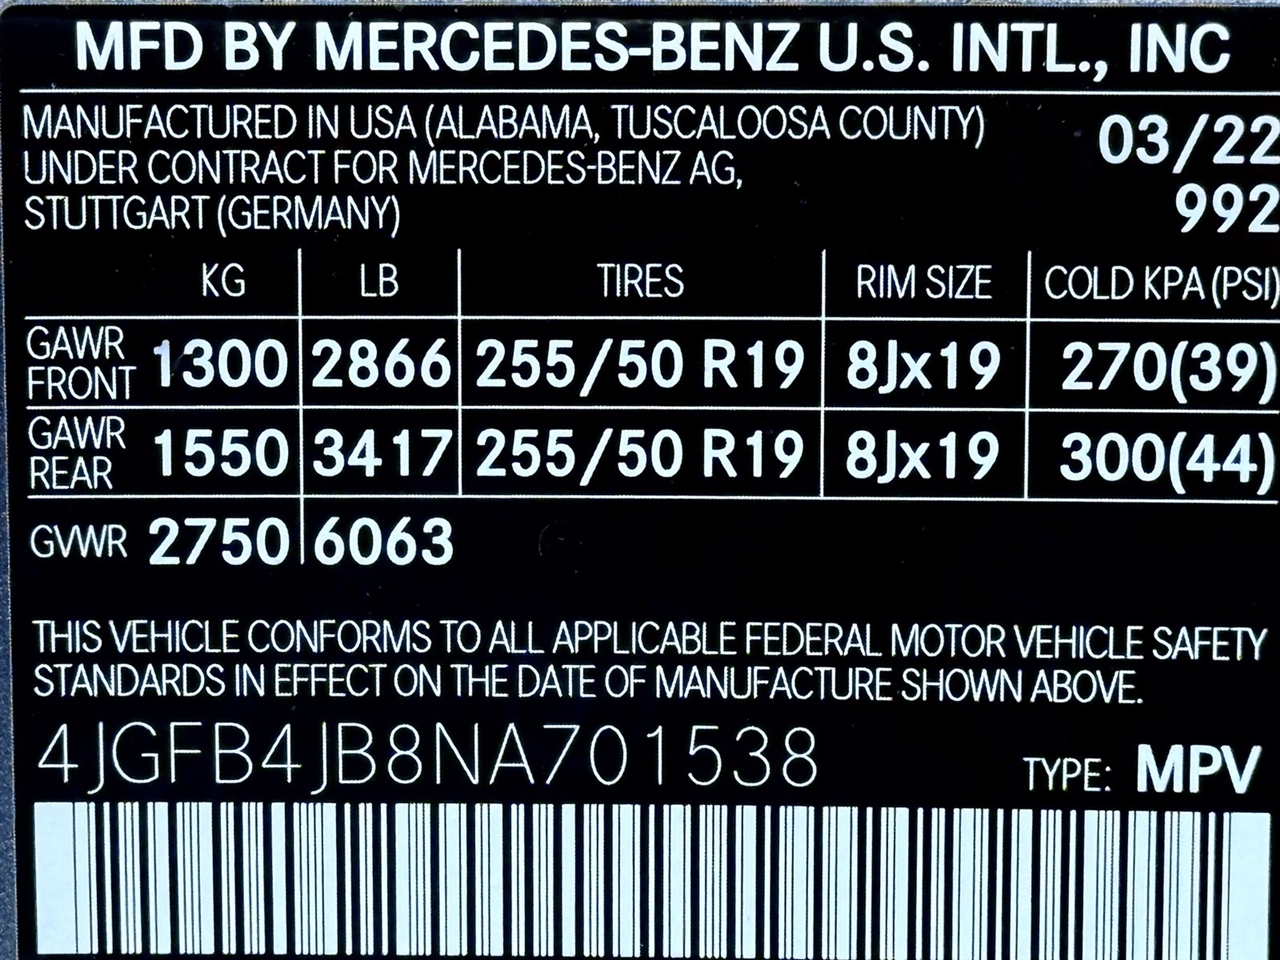 MFD BY MERCEDES-BENZ U.S. INTL., INC
MANUFACTURED IN USA (ALABAMA, TUSCALOOSA COUNTY)
UNDER CONTRACT FOR MERCEDES-BENZ AG,
STUTTGART (GERMANY)
03/22
992
KG LB TIRES RIM SIZE COLD KPA (PSI)
GAWR FRONT 1300 2866 255/50 R19 8Jx19 270(39)
GAWR REAR 1550 3417 255/50 R19 8Jx19 300(44)
GVWR 2750 6063
THIS VEHICLE CONFORMS TO ALL APPLICABLE FEDERAL MOTOR VEHICLE SAFETY
STANDARDS IN EFFECT ON THE DATE OF MANUFACTURE SHOWN ABOVE.
4JGFB4JB8NA701538
TYPE: MPV